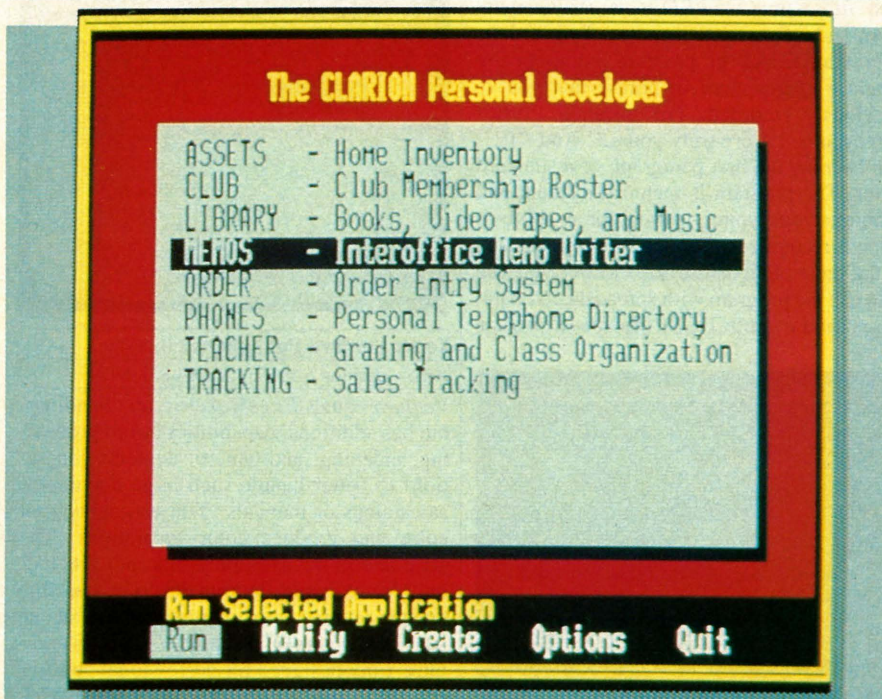 The CLARION Personal Developer
ASSETS - Home Inventory
CLUB - Club Membership Roster
LIBRARY - Books, Video Tapes, and Music
MEMOS - Interoffice Memo Writer
ORDER - Order Entry System
PHONES - Personal Telephone Directory
TEACHER - Grading and Class Organization
TRACKING - Sales Tracking
Run Selected Application
Run Modify Create Options Quit